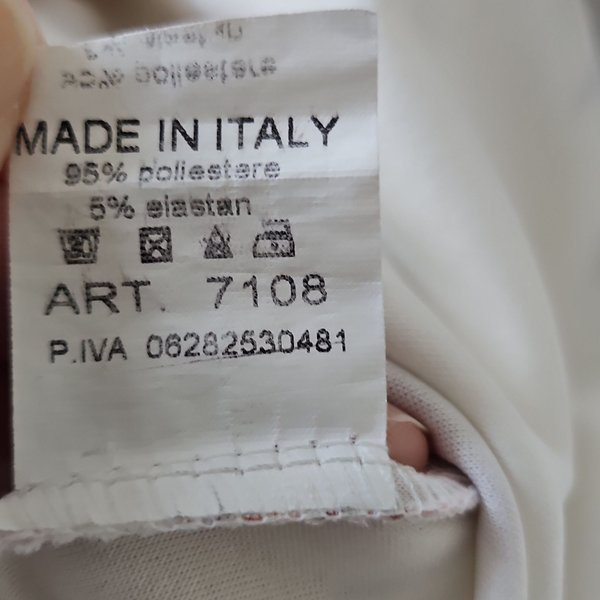 MADE IN ITALY
95% poliestere
5% elastan
ART. 7108
P.IVA 06282530481